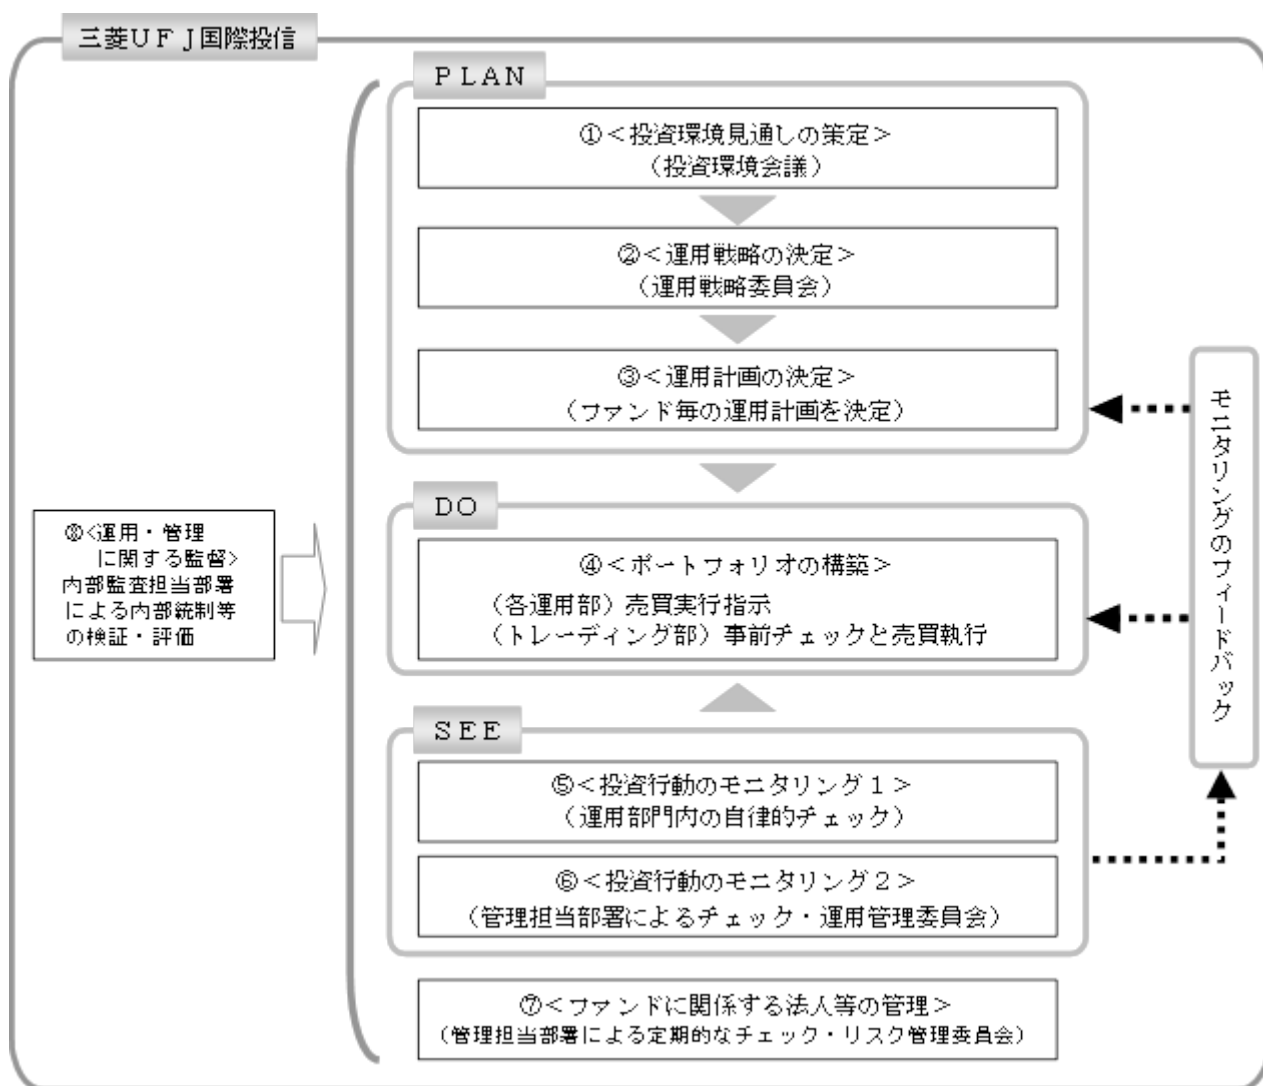 三菱ＵＦＪ国際投信
ＰＬＡＮ
①＜投資環境見通しの策定＞
（投資環境会議）
②＜運用戦略の決定＞
（運用戦略委員会）
③＜運用計画の決定＞
（ファンド毎の運用計画を決定）
ＤＯ
④＜ポートフォリオの構築＞
（各運用部）売買実行指示
（トレーディング部）事前チェックと売買執行
ＳＥＥ
⑤＜投資行動のモニタリング１＞
（運用部門内の自律的チェック）
⑥＜投資行動のモニタリング２＞
（管理担当部署によるチェック・運用管理委員会）
⑦＜ファンドに関係する法人等の管理＞
（管理担当部署による定期的なチェック・リスク管理委員会）
⑧＜運用・管理
に関する監督＞
内部監査担当部署
による内部統制等
の検証・評価
モニタリングのフィードバック